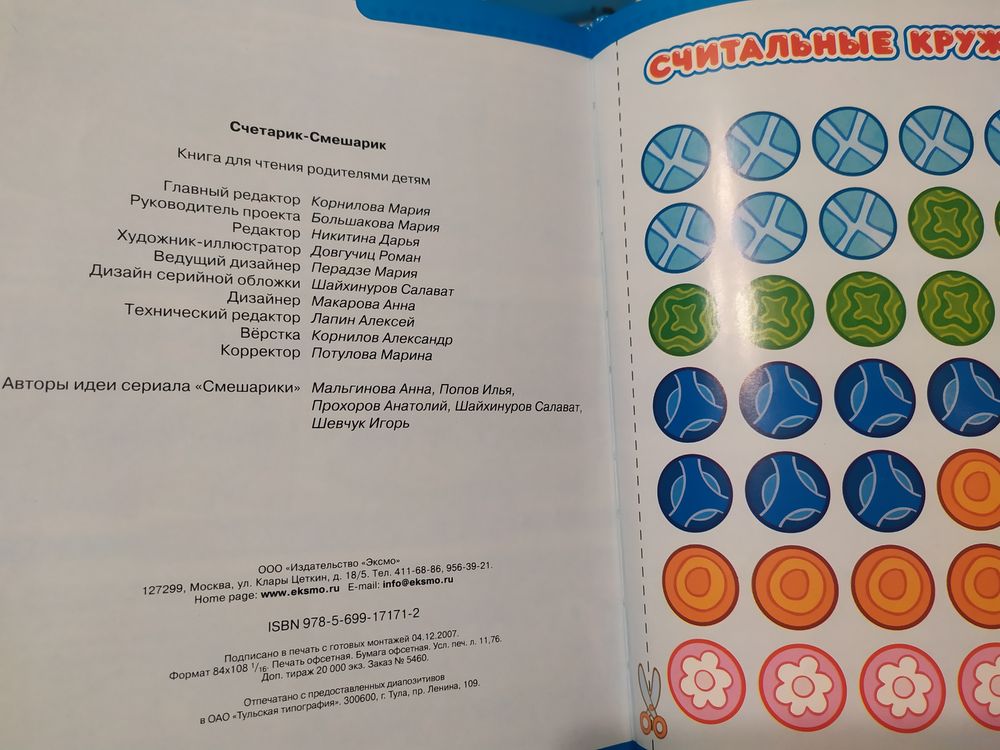 Счетарик-Смешарик
Книга для чтения родителями детям
Главный редактор Корнилова Мария
Руководитель проекта Большакова Мария
Редактор Никитина Дарья
Художник-иллюстратор Довгучиц Роман
Ведущий дизайнер Перадзе Мария
Дизайн серийной обложки Шайхинуров Салават
Дизайнер Макарова Анна
Технический редактор Лапин Алексей
Вёрстка Корнилов Александр
Корректор Потулова Марина
Авторы идеи сериала «Смешарики» Мальгинова Анна, Попов Илья,
Прохоров Анатолий, Шайхинуров Салават,
Шевчук Игорь
ООО «Издательство «Эксмо»
127299, Москва, ул. Клары Цеткин, д. 18/5. Тел. 411-68-86, 956-39-21.
Home page: www.eksmo.ru E-mail: info@eksmo.ru
ISBN 978-5-699-17171-2
Подписано в печать с готовых монтажей 04.12.2007.
Формат 84x108 1/16. Печать офсетная. Бумага офсетная. Усл. печ. л. 11,76.
Доп. тираж 20 000 экз. Заказ № 5460.
Отпечатано с предоставленных диапозитивов
в ОАО «Тульская типография». 300600, г. Тула, пр. Ленина, 109.
СЧИТАЛЬНЫЕ КРУЖ